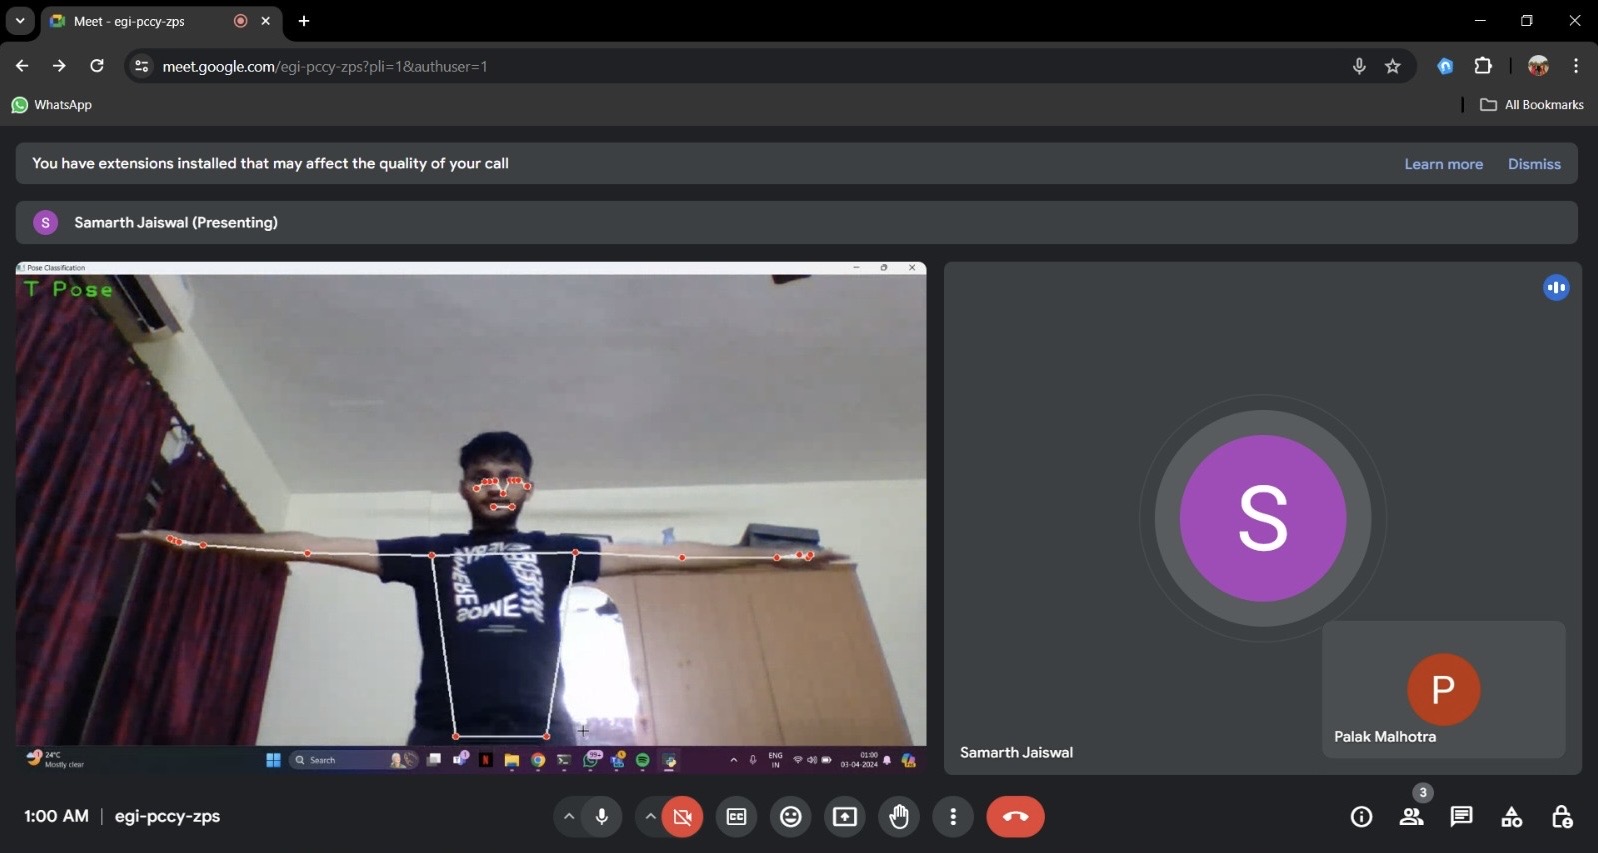 Meet - egi-pccy-zps
meet.google.com/egi-pccy-zps?pli=1&authuser=1
WhatsApp
All Bookmarks
You have extensions installed that may affect the quality of your call
Learn more
Dismiss
S
Samarth Jaiswal (Presenting)
Pose Classification
T Pose
S
Samarth Jaiswal
P
Palak Malhotra
24°C
Mostly clear
Search
99+
ENG
IN
01:00
03-04-2024
1:00 AM | egi-pccy-zps
CC
3